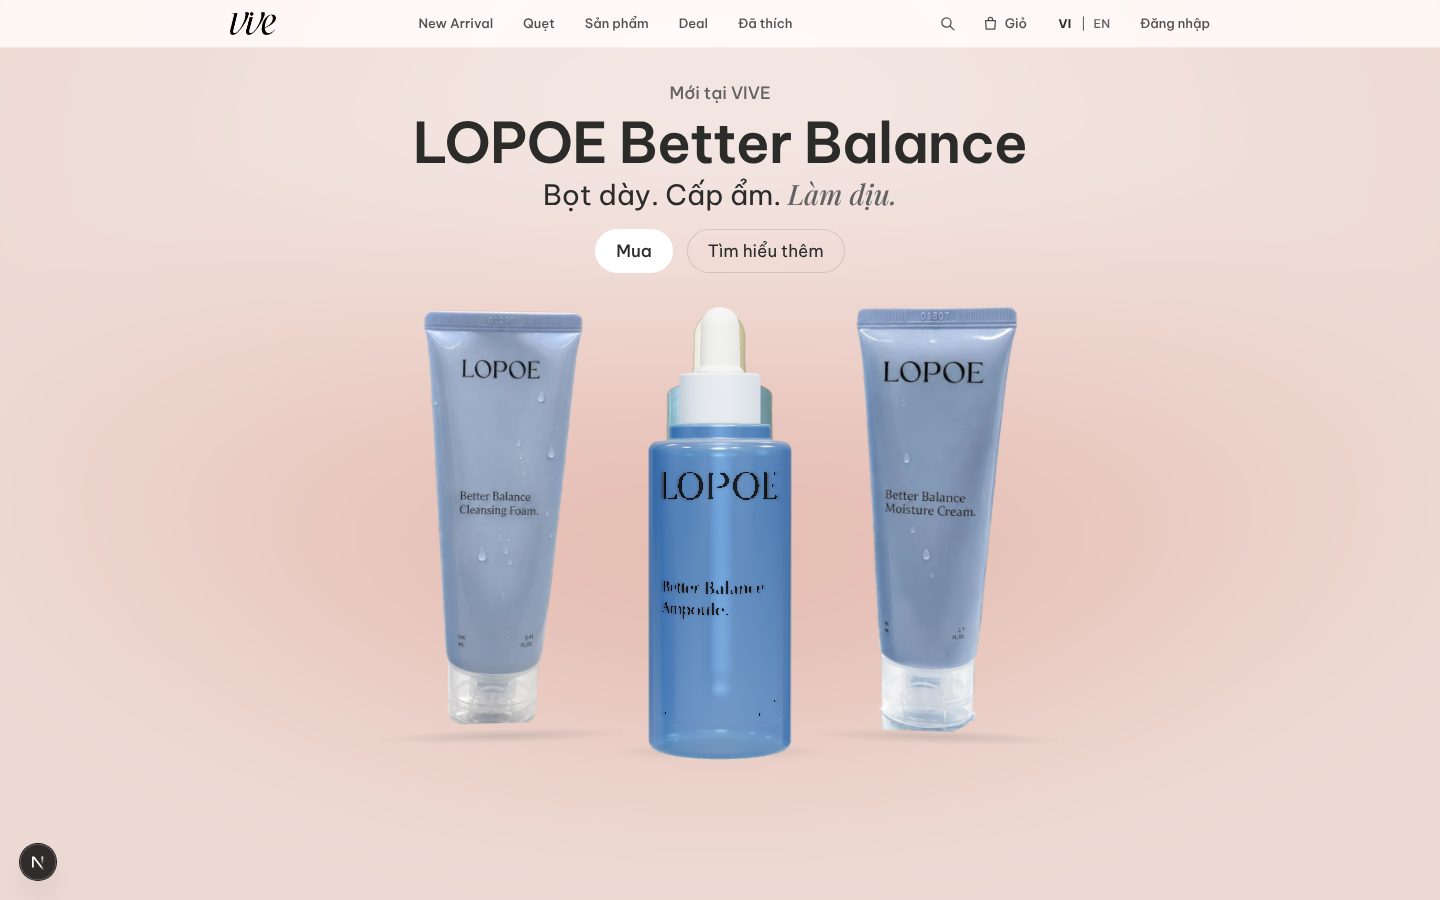 ViVe
New Arrival
Quẹt
Sản phẩm
Deal
Đã thích
Giỏ
VI | EN
Đăng nhập
Mới tại VIVE
LOPOE Better Balance
Bọt dày. Cấp ẩm. Làm dịu.
Mua
Tìm hiểu thêm
LOPOE
Better Balance
Cleansing Foam.
LOPOE
Better Balance
Ampoule.
01307
LOPOE
Better Balance
Moisture Cream.
N